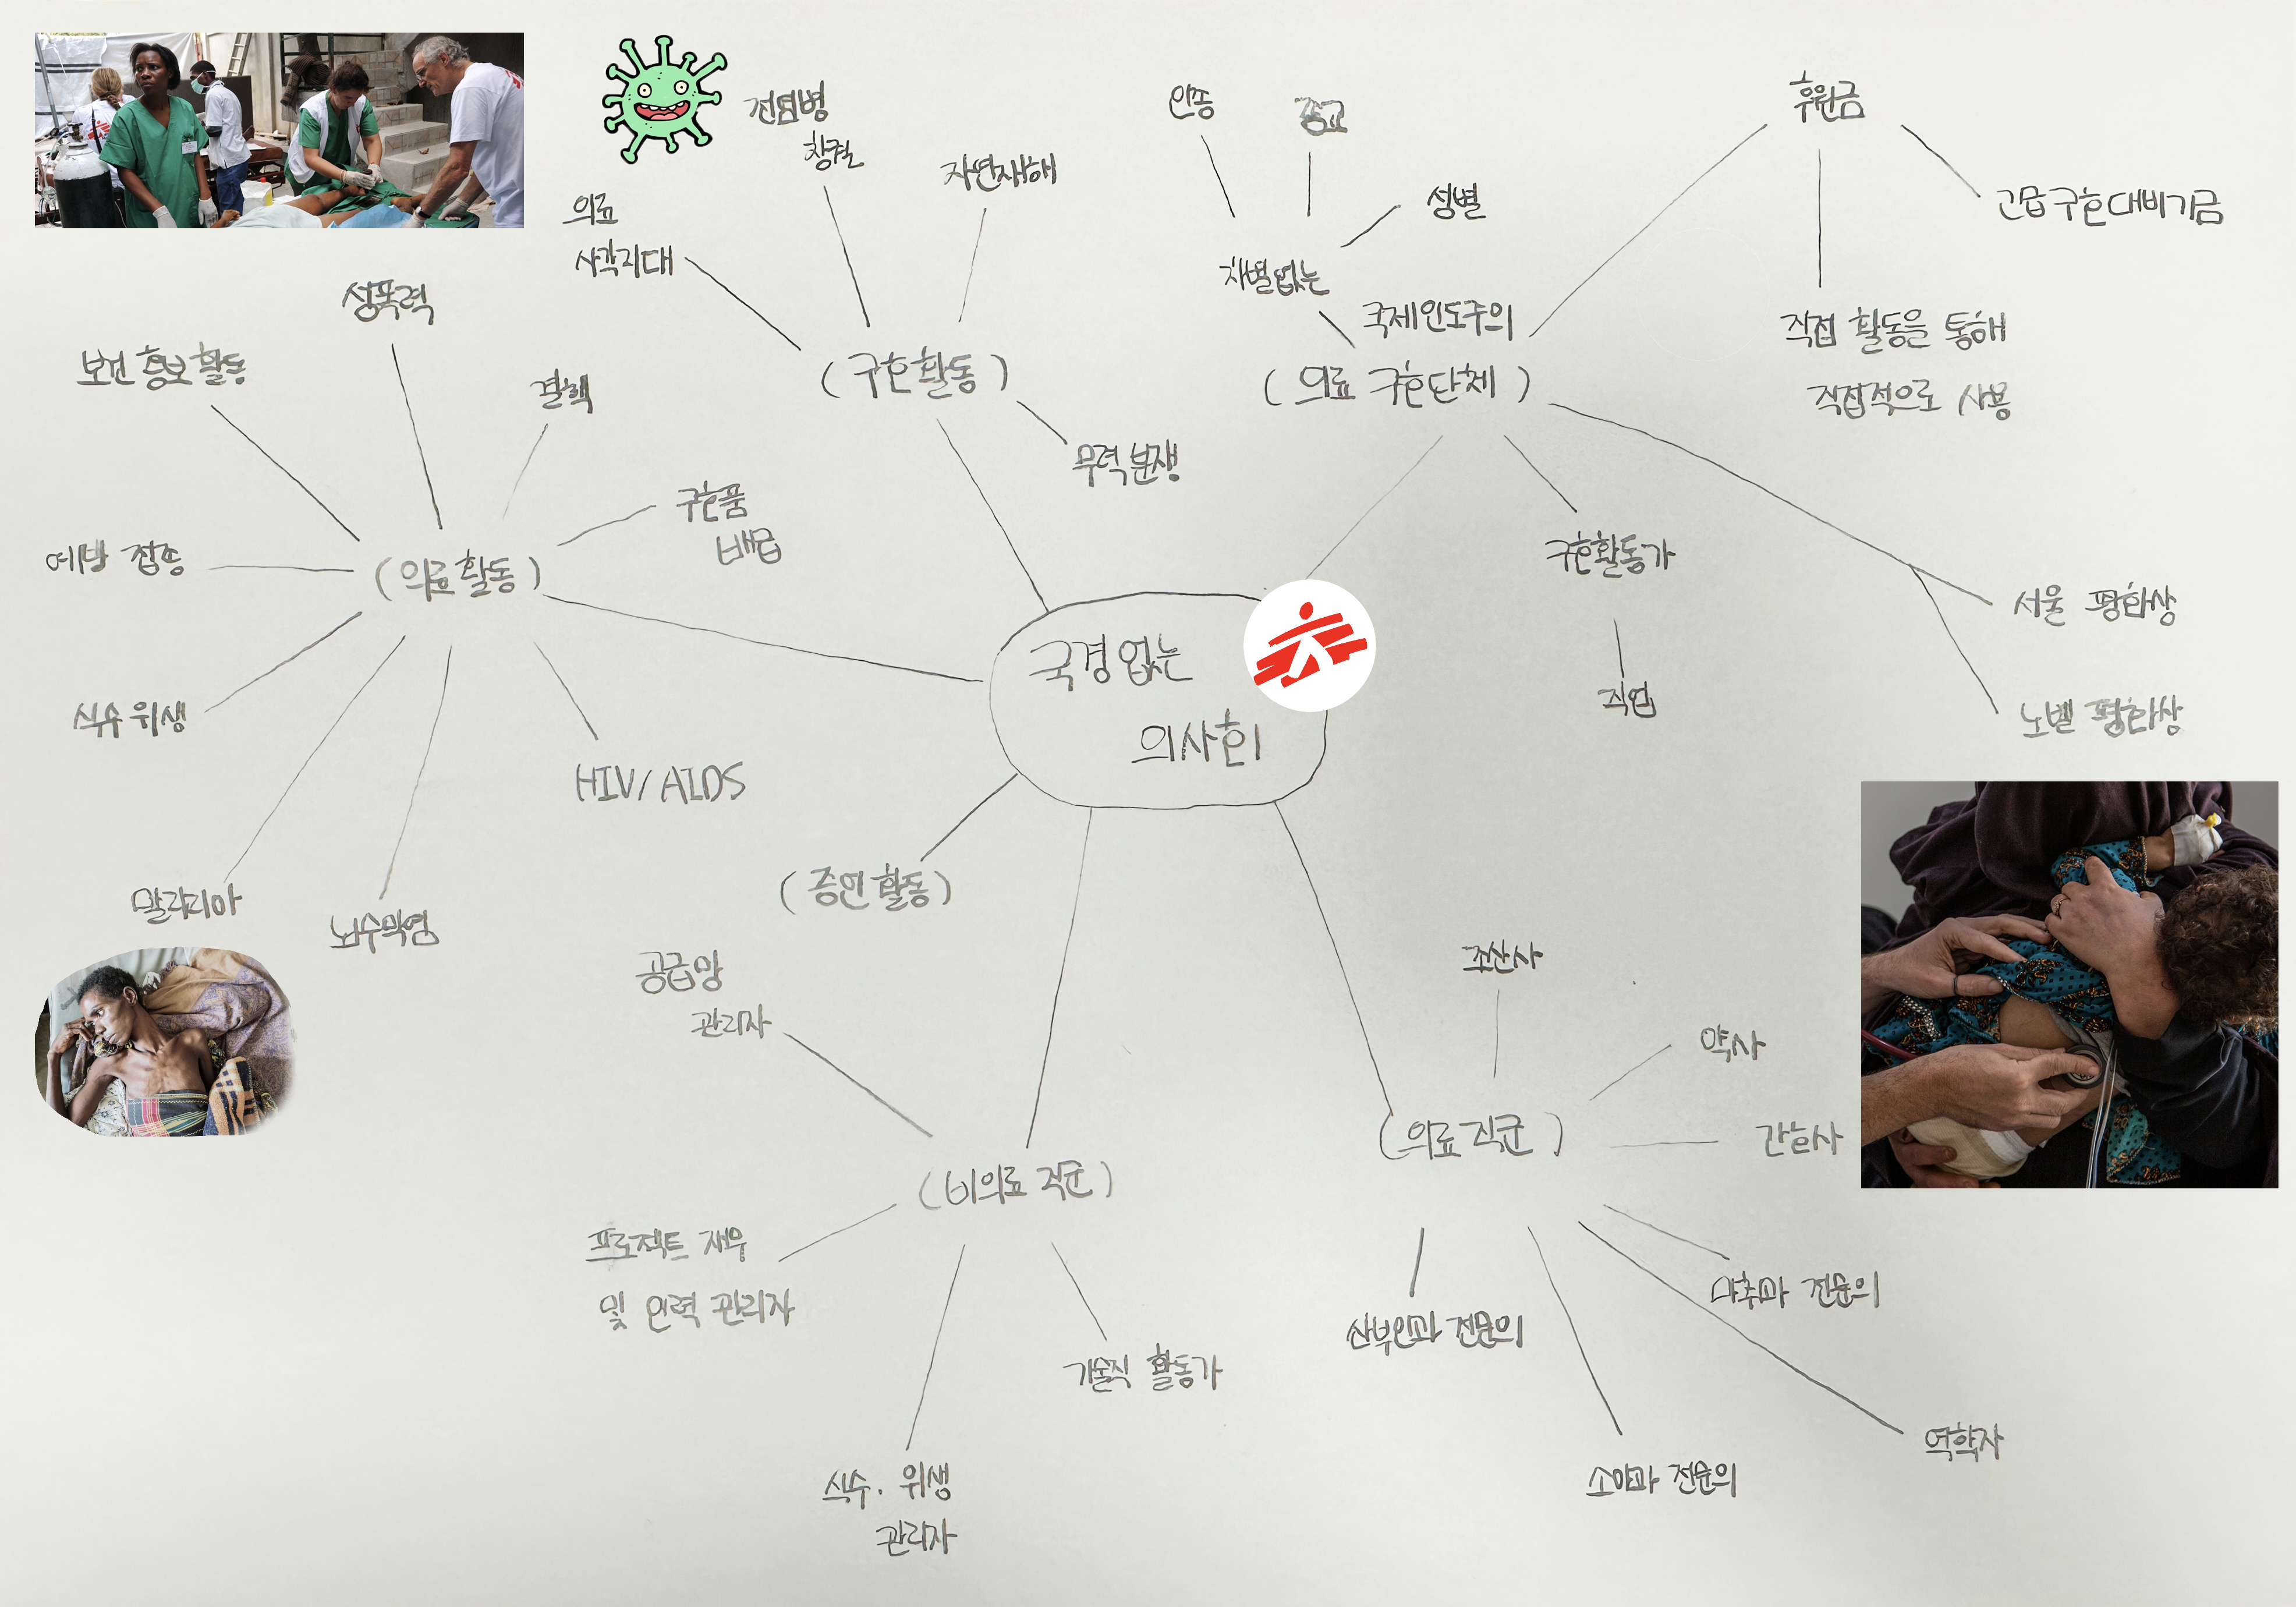 전염병
창궐
인종
종교
후원금
자연재해
의료
사각지대
성별
긴급구호대비기금
차별없는
성폭력
국제인도주의
(의료 구호단체)
직접 활동을 통해
직접적으로 사용
보건 홍보 활동
결핵
(구호활동)
무력 분쟁
구호품
배급
구호활동가
예방 접종
(의료 활동)
서울 평화상
국경없는
의사회
직업
노벨 평화상
식수 위생
HIV/AIDS
말라리아
뇌수막염
(증언 활동)
공급망
관리자
조산사
약사
(의료 직군)
간호사
(비의료 직군)
프로젝트 재무
및 인력 관리자
마취과 전문의
산부인과 전문의
기술직 활동가
역학자
소아과 전문의
식수. 위생
관리자